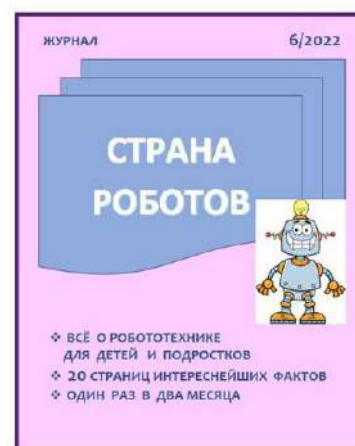 ЖУРНАЛ 6/2022
СТРАНА
РОБОТОВ
❖ ВСЁ О РОБОТОТЕХНИКЕ
ДЛЯ ДЕТЕЙ И ПОДРОСТКОВ
❖ 20 СТРАНИЦ ИНТЕРЕСНЕЙШИХ ФАКТОВ
❖ ОДИН РАЗ В ДВА МЕСЯЦА